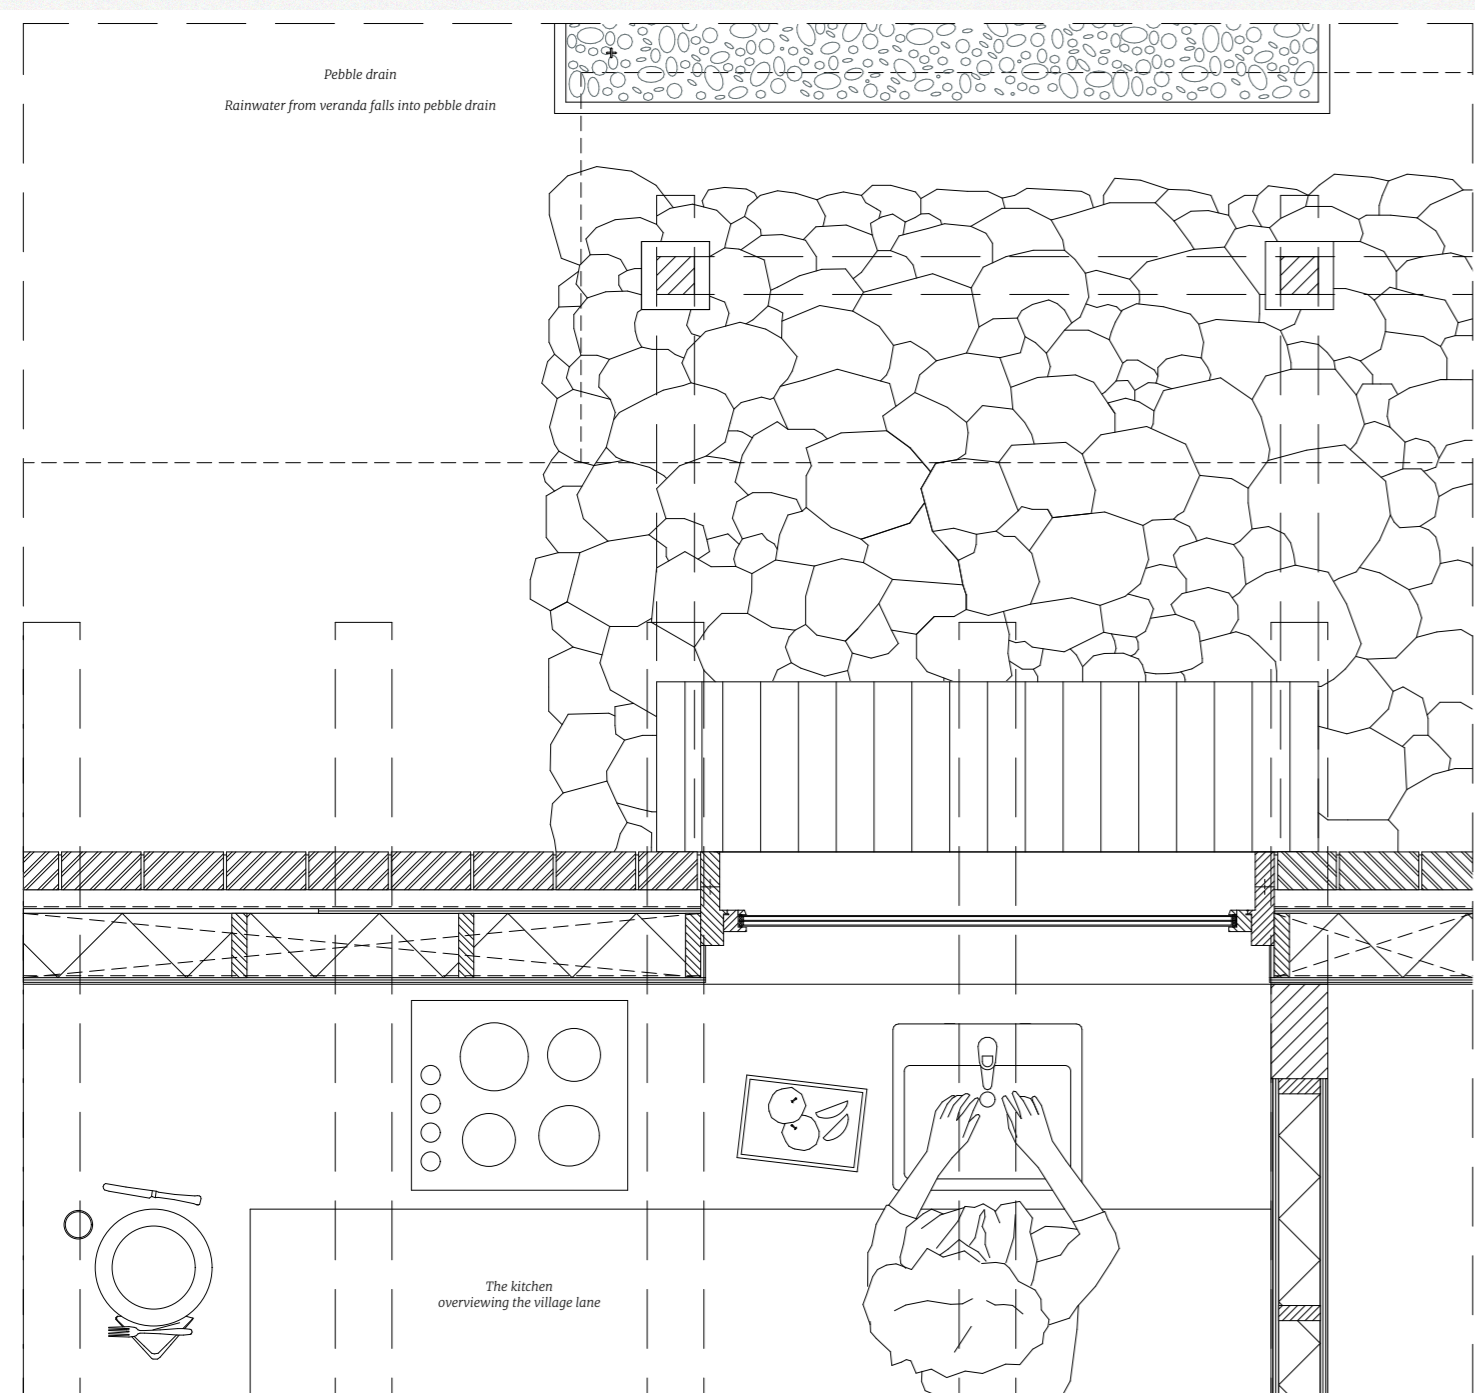 Pebble drain
Rainwater from veranda falls into pebble drain
The kitchen
overviewing the village lane